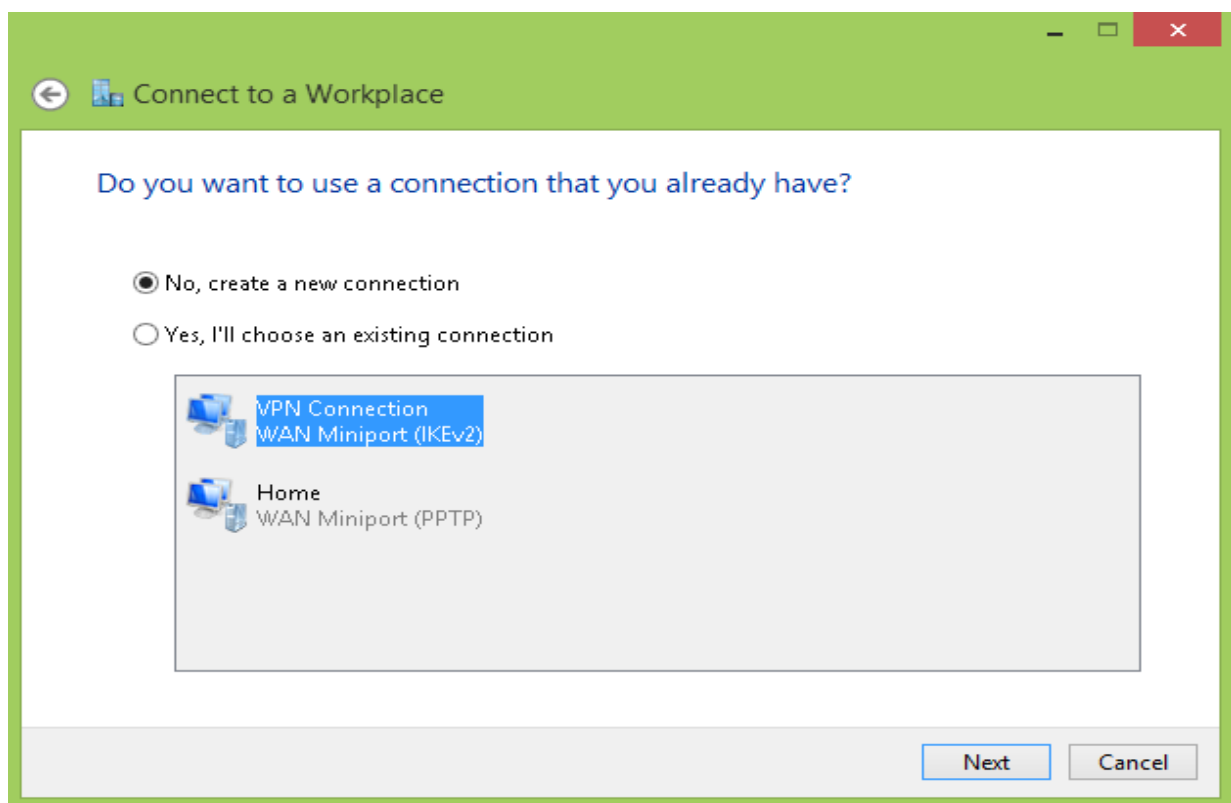 Connect to a Workplace
Do you want to use a connection that you already have?
No, create a new connection
Yes, I'll choose an existing connection
VPN Connection
WAN Miniport (IKEv2)
Home
WAN Miniport (PPTP)
Next Cancel